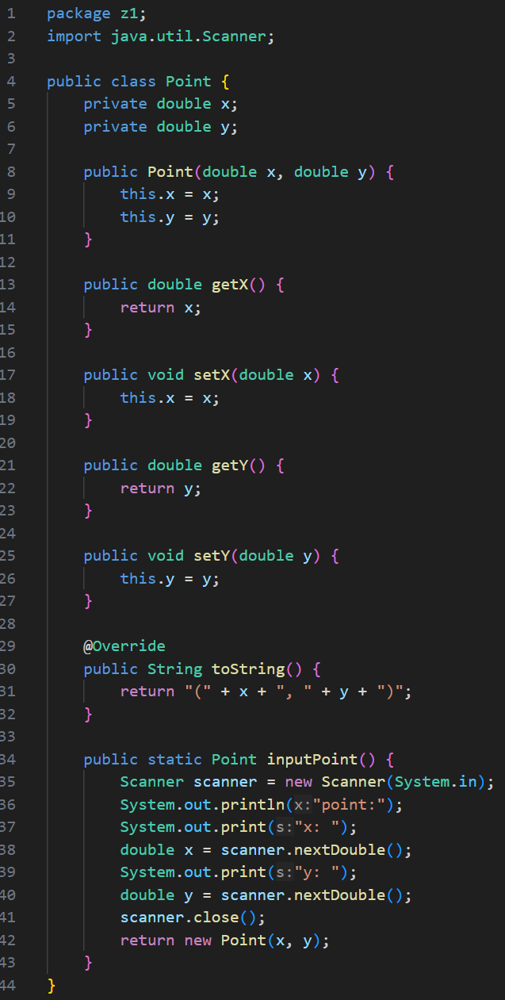 1 package z1;
2 import java.util.Scanner;
3
4 public class Point {
5     private double x;
6     private double y;
7
8     public Point(double x, double y) {
9         this.x = x;
10         this.y = y;
11     }
12
13     public double getX() {
14         return x;
15     }
16
17     public void setX(double x) {
18         this.x = x;
19     }
20
21     public double getY() {
22         return y;
23     }
24
25     public void setY(double y) {
26         this.y = y;
27     }
28
29     @Override
30     public String toString() {
31         return "(" + x + ", " + y + ")";
32     }
33
34     public static Point inputPoint() {
35         Scanner scanner = new Scanner(System.in);
36         System.out.println(x:"point:");
37         System.out.print(s:"x: ");
38         double x = scanner.nextDouble();
39         System.out.print(s:"y: ");
40         double y = scanner.nextDouble();
41         scanner.close();
42         return new Point(x, y);
43     }
44 }